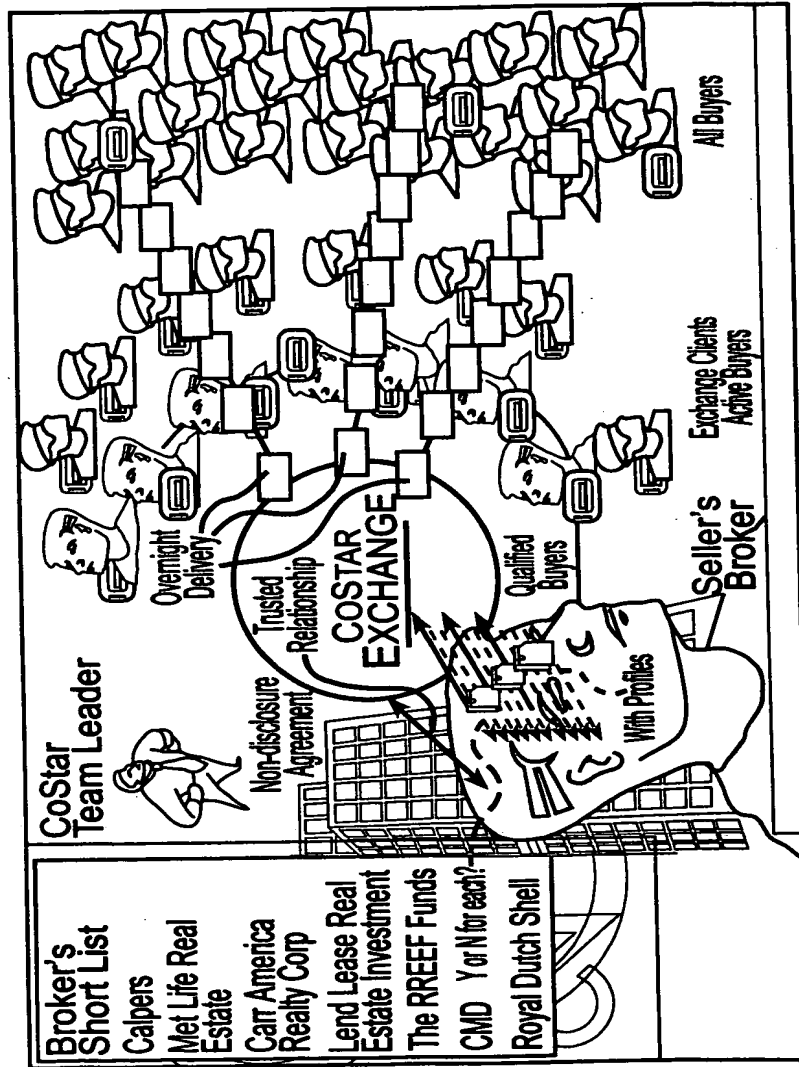 Broker's
Short List
Calpers
Met Life Real
Estate
Carr America
Realty Corp
Lend Lease Real
Estate Investment
The RREEF Funds
CMD Y or N for each?
Royal Dutch Shell
CoStar
Team Leader
Non-disclosure
Agreement
Trusted
Relationship
Overnight
Delivery
COSTAR
EXCHANGE
With Profiles
Qualified
Buyers
Seller's
Broker
Exchange Clients
Active Buyers
All Buyers